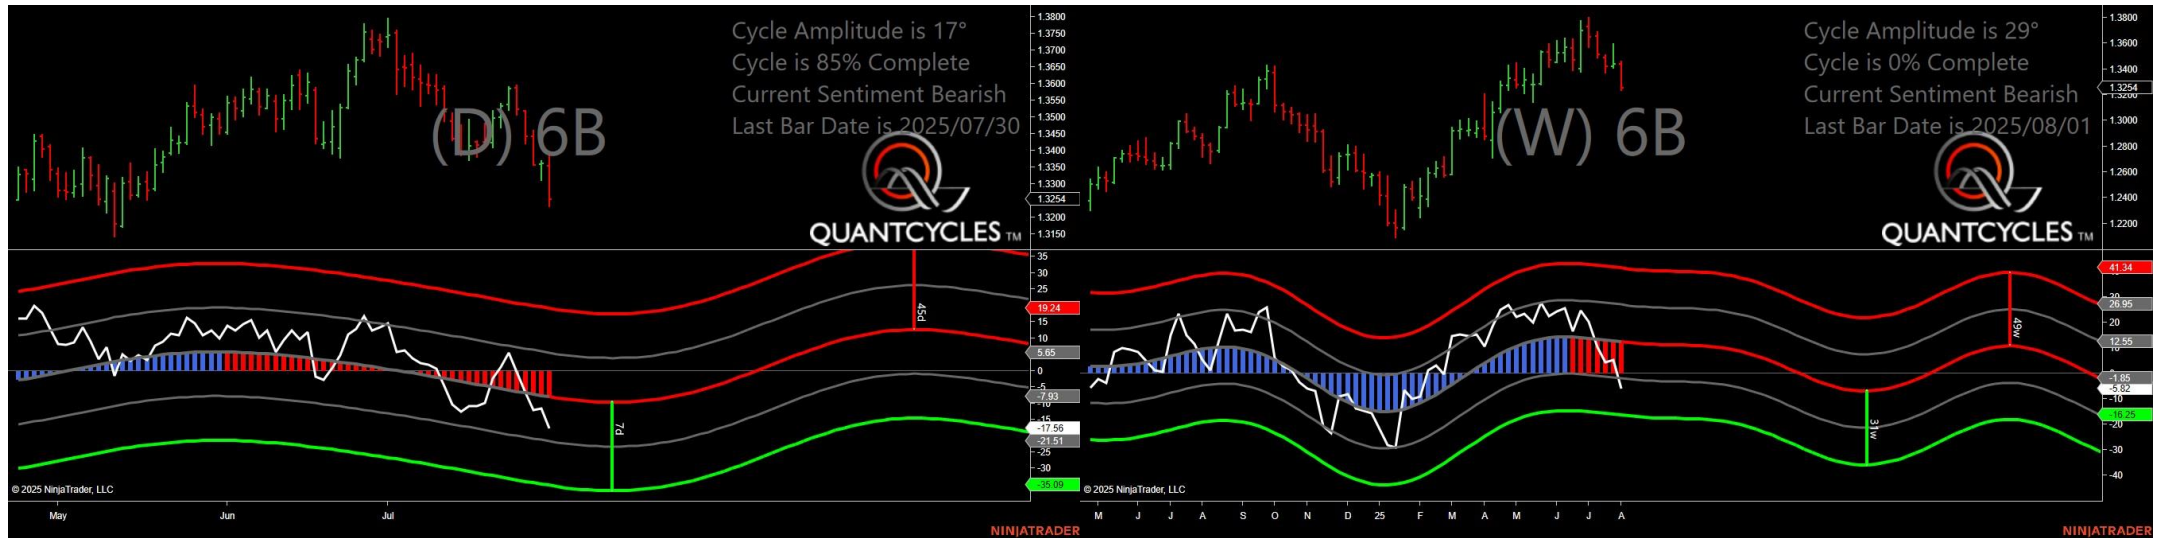 Cycle Amplitude is 17°
Cycle is 85% Complete
Current Sentiment Bearish
Last Bar Date is 2025/07/30
(D) 6B
QUANTCYCLES TM
1.3800
1.3750
1.3700
1.3650
1.3600
1.3550
1.3500
1.3450
1.3400
1.3350
1.3300
1.3254
1.3200
1.3150
35
30
25
19.24
15
10
5.65
0
-5
-7.93
-10
-15
-17.56
-21.51
-25
-30
-35.09
45d
7d
© 2025 NinjaTrader, LLC
May
Jun
Jul
NINJATRADER
Cycle Amplitude is 29°
Cycle is 0% Complete
Current Sentiment Bearish
Last Bar Date is 2025/08/01
(W) 6B
QUANTCYCLES TM
1.3800
1.3600
1.3400
1.3254
1.3000
1.2800
1.2600
1.2400
1.2200
41.34
30
26.95
20
12.55
10
-1.85
-5.82
-10
-16.25
-20
-30
-40
49w
31w
© 2025 NinjaTrader, LLC
M J J A S O N D 25 F M A M J J A
NINJATRADER